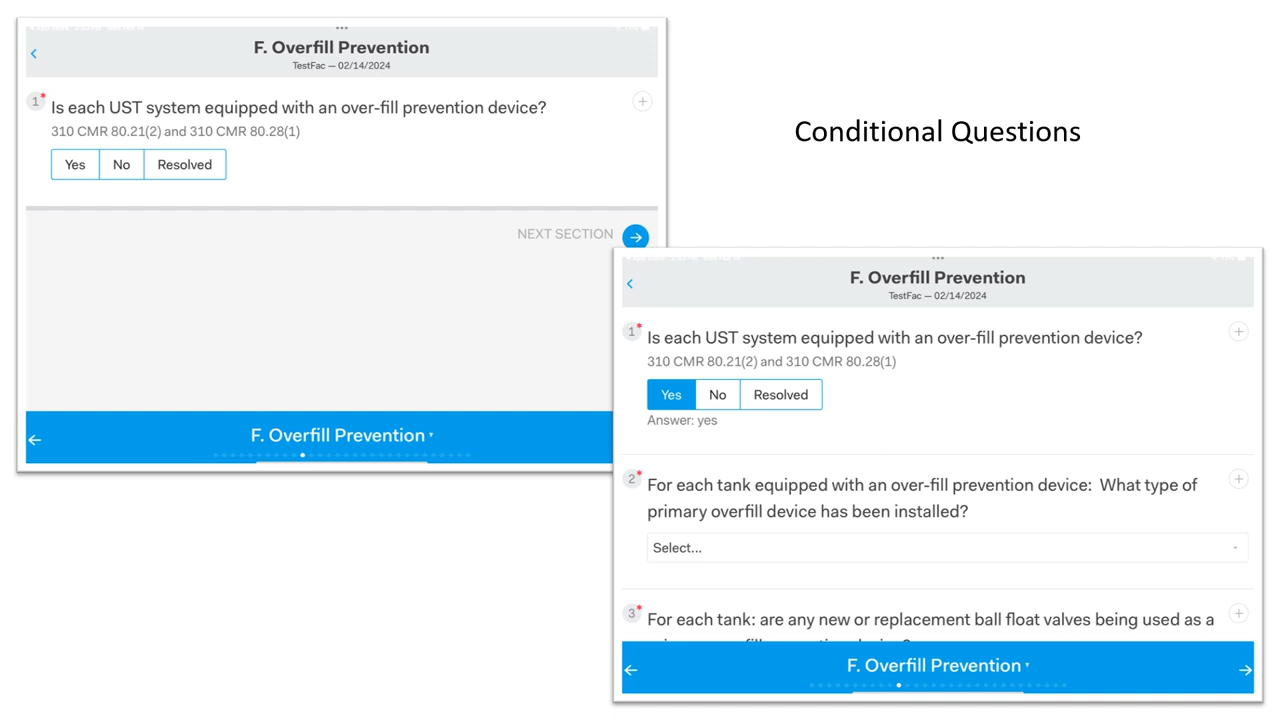 F. Overfill Prevention
TestFac — 02/14/2024
1* Is each UST system equipped with an over-fill prevention device?
310 CMR 80.21(2) and 310 CMR 80.28(1)
Yes No Resolved
NEXT SECTION
F. Overfill Prevention
Conditional Questions
F. Overfill Prevention
TestFac — 02/14/2024
1* Is each UST system equipped with an over-fill prevention device?
310 CMR 80.21(2) and 310 CMR 80.28(1)
Yes No Resolved
Answer: yes
2* For each tank equipped with an over-fill prevention device: What type of
primary overfill device has been installed?
Select...
3* For each tank: are any new or replacement ball float valves being used as a
F. Overfill Prevention